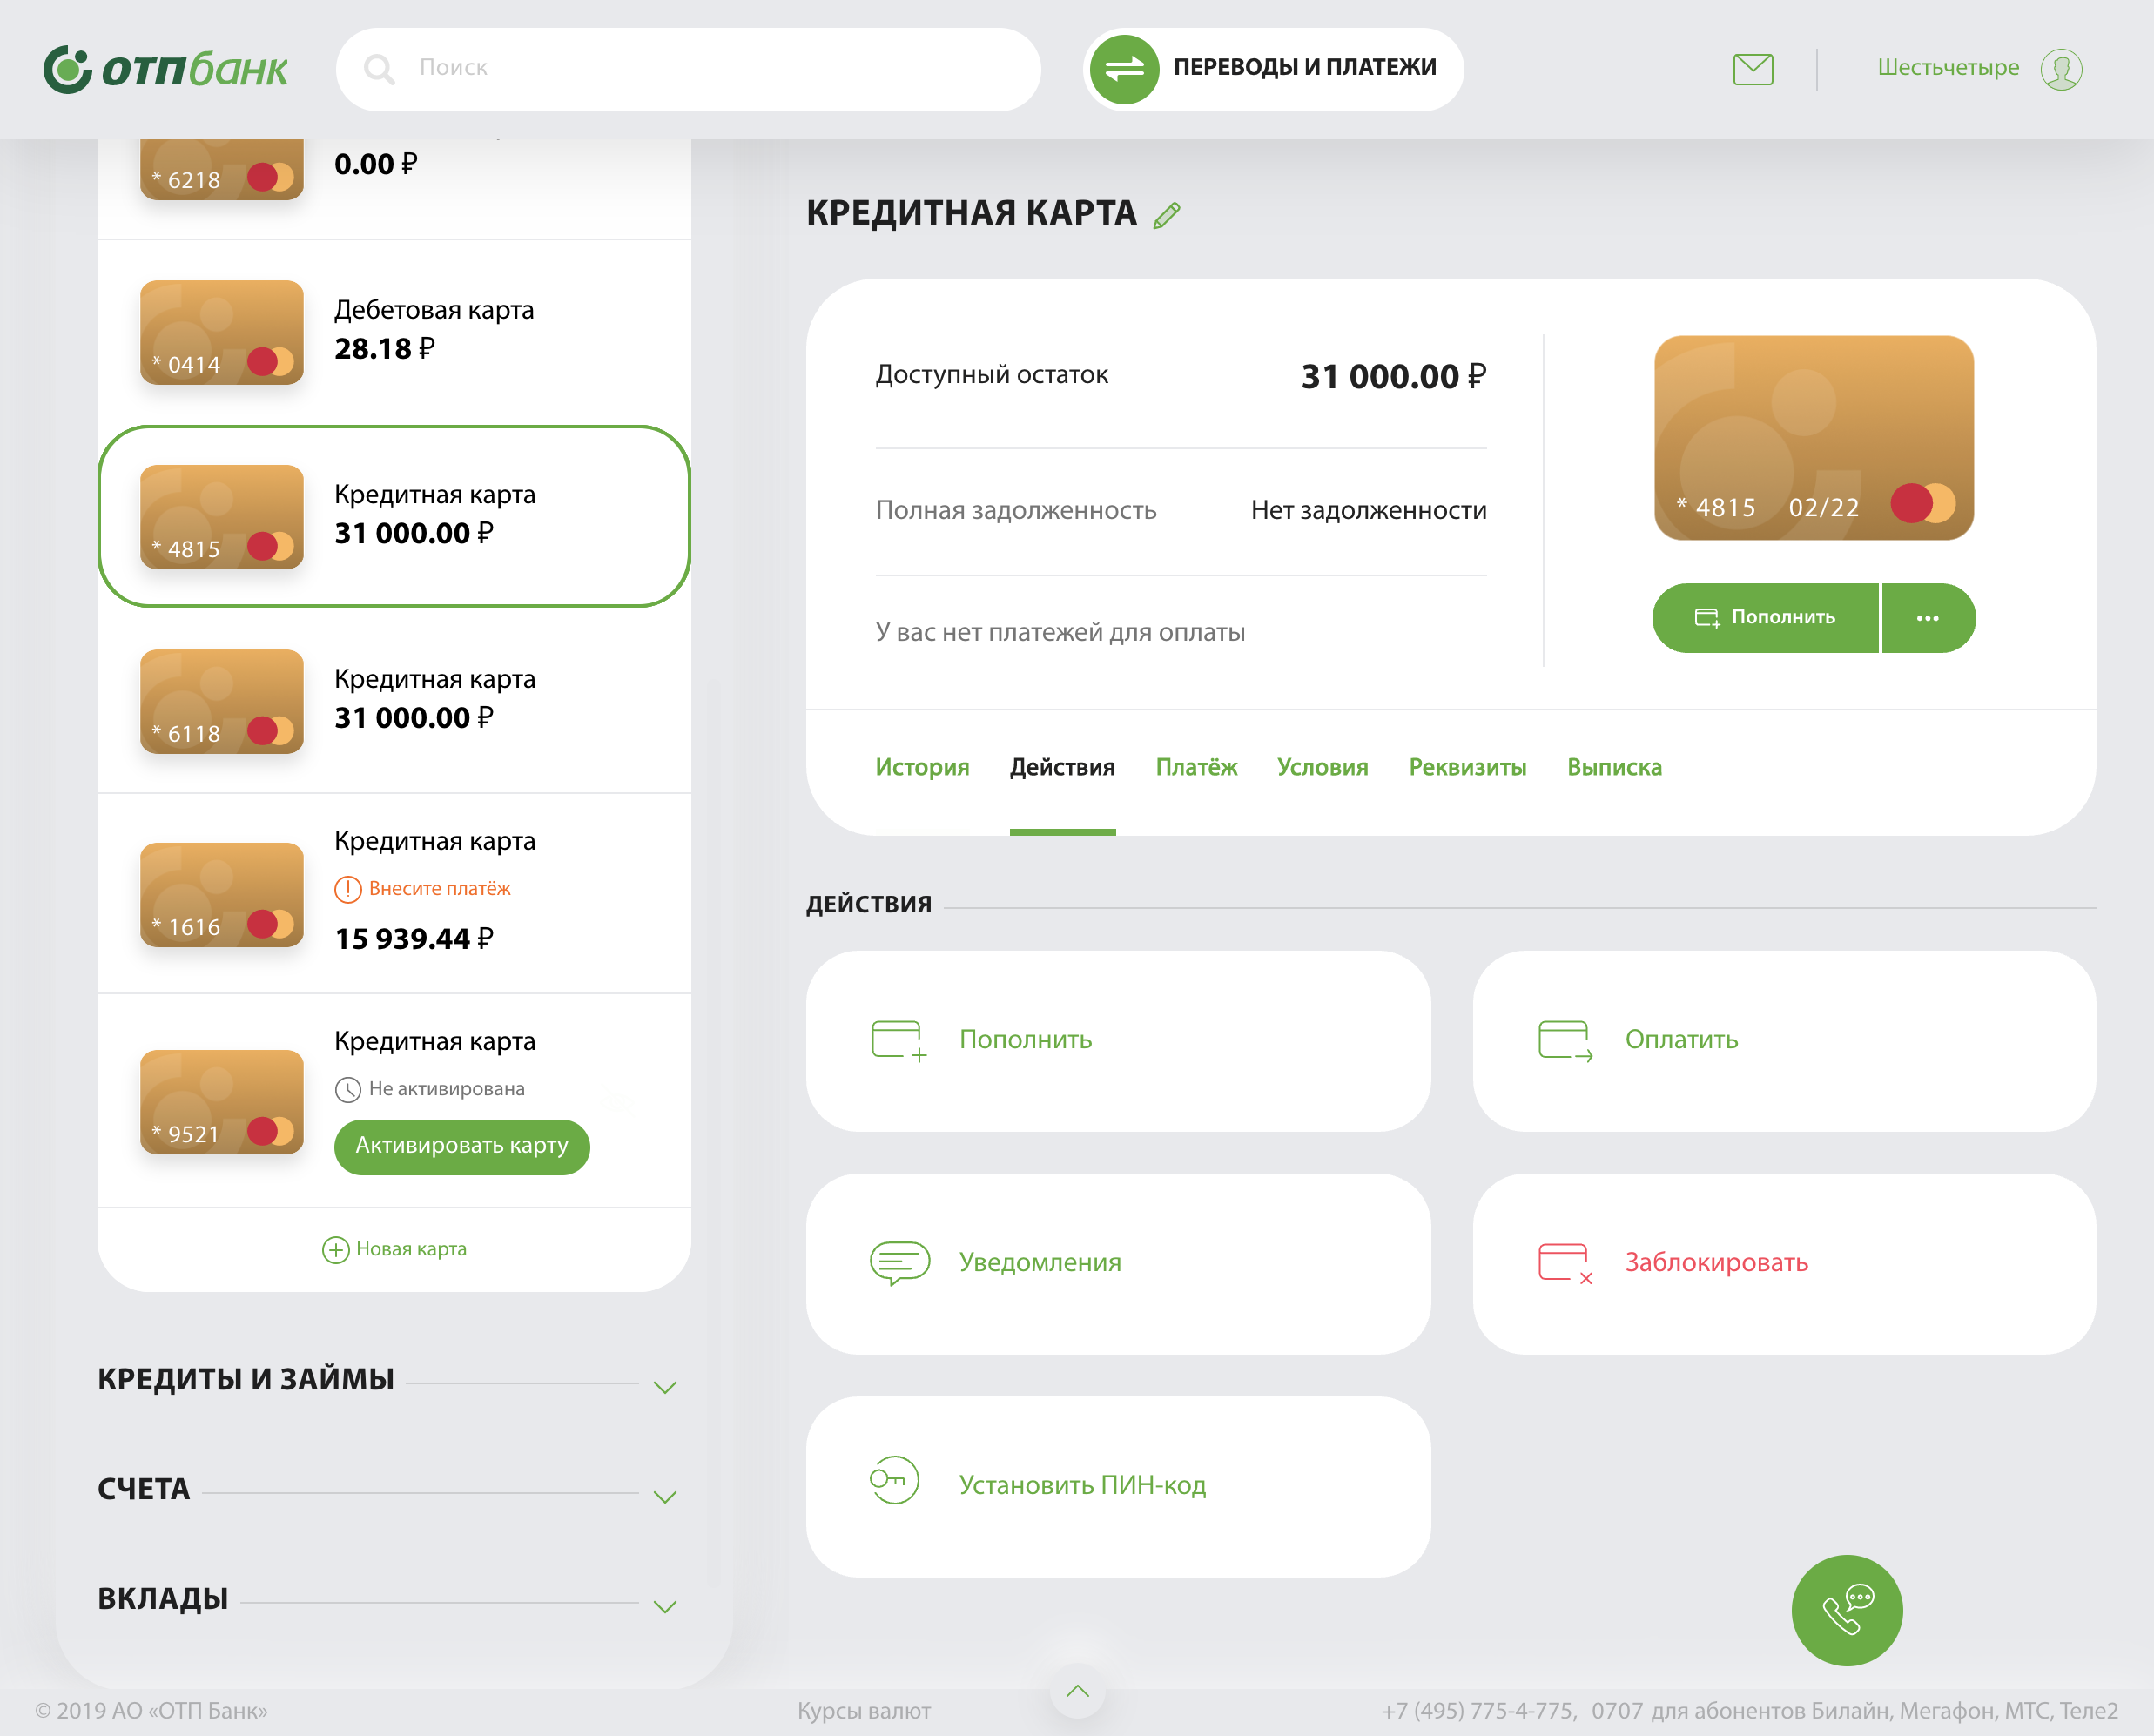 ОТПбанк
Поиск
ПЕРЕВОДЫ И ПЛАТЕЖИ
Шестьчетыре
* 6218
0.00 ₽
Дебетовая карта
28.18 ₽
* 0414
Кредитная карта
31 000.00 ₽
* 4815
Кредитная карта
31 000.00 ₽
* 6118
Кредитная карта
Внесите платёж
15 939.44 ₽
* 1616
Кредитная карта
Не активирована
* 9521
Активировать карту
Новая карта
КРЕДИТЫ И ЗАЙМЫ
СЧЕТА
ВКЛАДЫ
КРЕДИТНАЯ КАРТА
Доступный остаток 31 000.00 ₽
Полная задолженность Нет задолженности
У вас нет платежей для оплаты
* 4815 02/22
Пополнить
История Действия Платёж Условия Реквизиты Выписка
ДЕЙСТВИЯ
Пополнить
Оплатить
Уведомления
Заблокировать
Установить ПИН-код
© 2019 АО «ОТП Банк»
Курсы валют
+7 (495) 775-4-775, 0707 для абонентов Билайн, Мегафон, МТС, Теле2